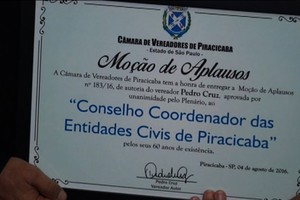 CÂMARA DE VEREADORES DE PIRACICABA
Estado de São Paulo
Moção de Aplausos
A Câmara de Vereadores de Piracicaba tem a honra de entregar a Moção de Aplausos
nº 183/16, de autoria do vereador Pedro Cruz, aprovada por
unanimidade pelo Plenário, ao
"Conselho Coordenador das
Entidades Civis de Piracicaba"
pelos seus 60 anos de existência.
Piracicaba - SP, 04 de agosto de 2016.
Pedro Cruz
Vereador Autor